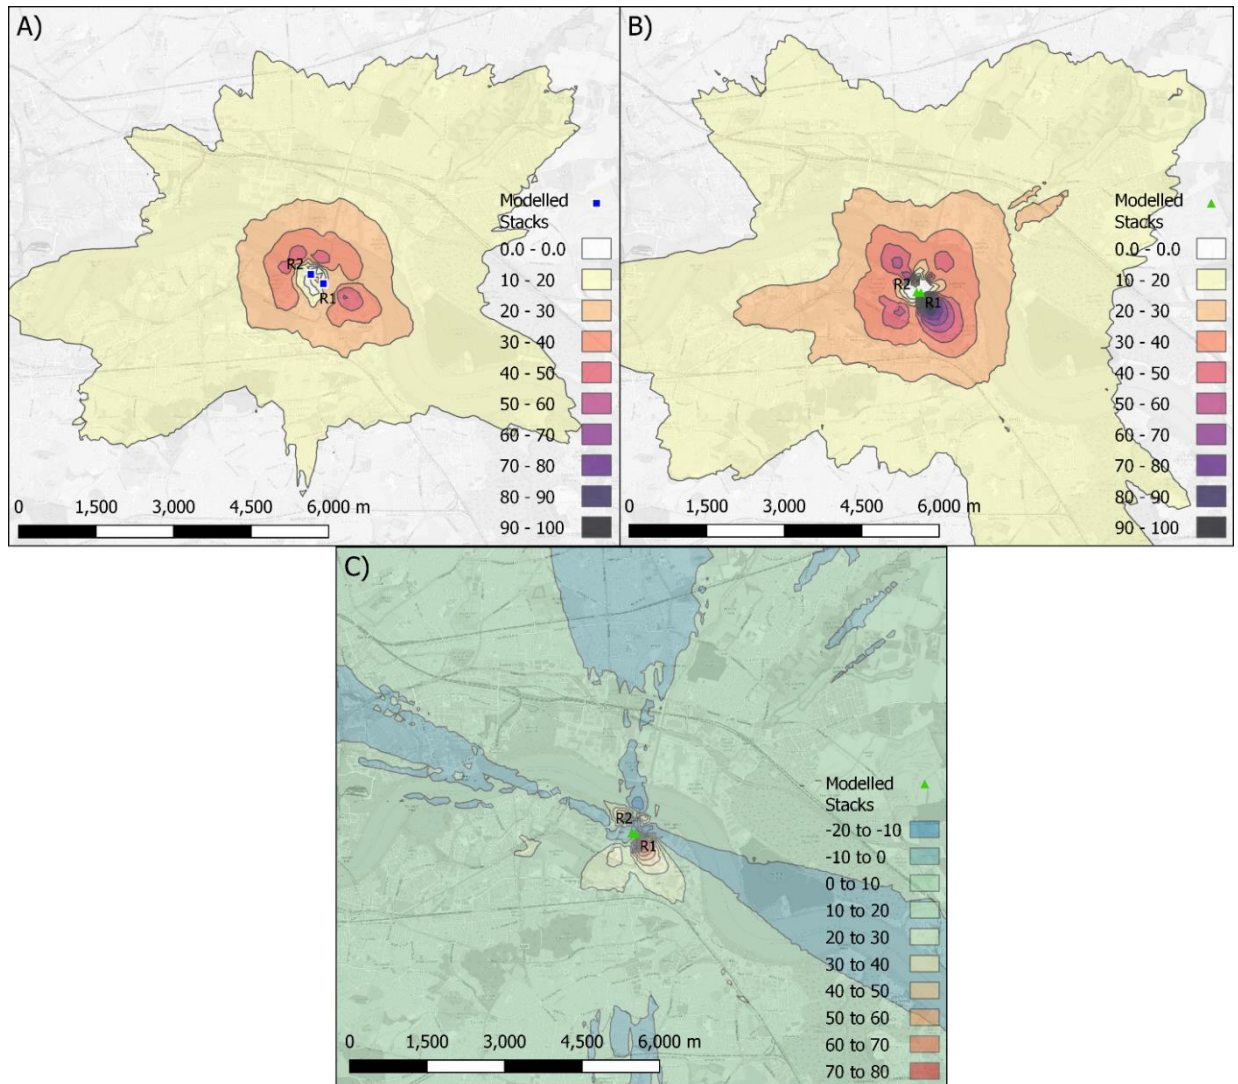 A)
Modelled
Stacks
0.0 - 0.0
10 - 20
20 - 30
30 - 40
40 - 50
50 - 60
60 - 70
70 - 80
80 - 90
90 - 100
R2
R1
0 1,500 3,000 4,500 6,000 m
B)
Modelled
Stacks
0.0 - 0.0
10 - 20
20 - 30
30 - 40
40 - 50
50 - 60
60 - 70
70 - 80
80 - 90
90 - 100
R2
R1
0 1,500 3,000 4,500 6,000 m
C)
R2
R1
Modelled
Stacks
-20 to -10
-10 to 0
0 to 10
10 to 20
20 to 30
30 to 40
40 to 50
50 to 60
60 to 70
70 to 80
0 1,500 3,000 4,500 6,000 m